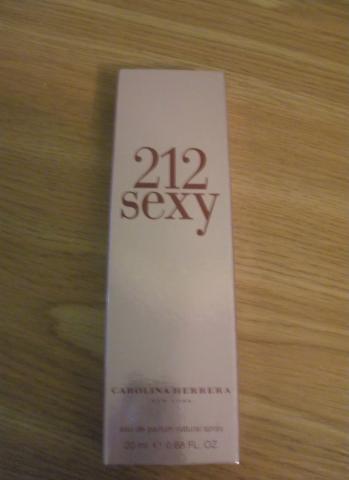 212
sexy
CAROLINA HERRERA
NEW YORK
eau de parfum natural spray
20 ml e 0.68 FL. OZ.